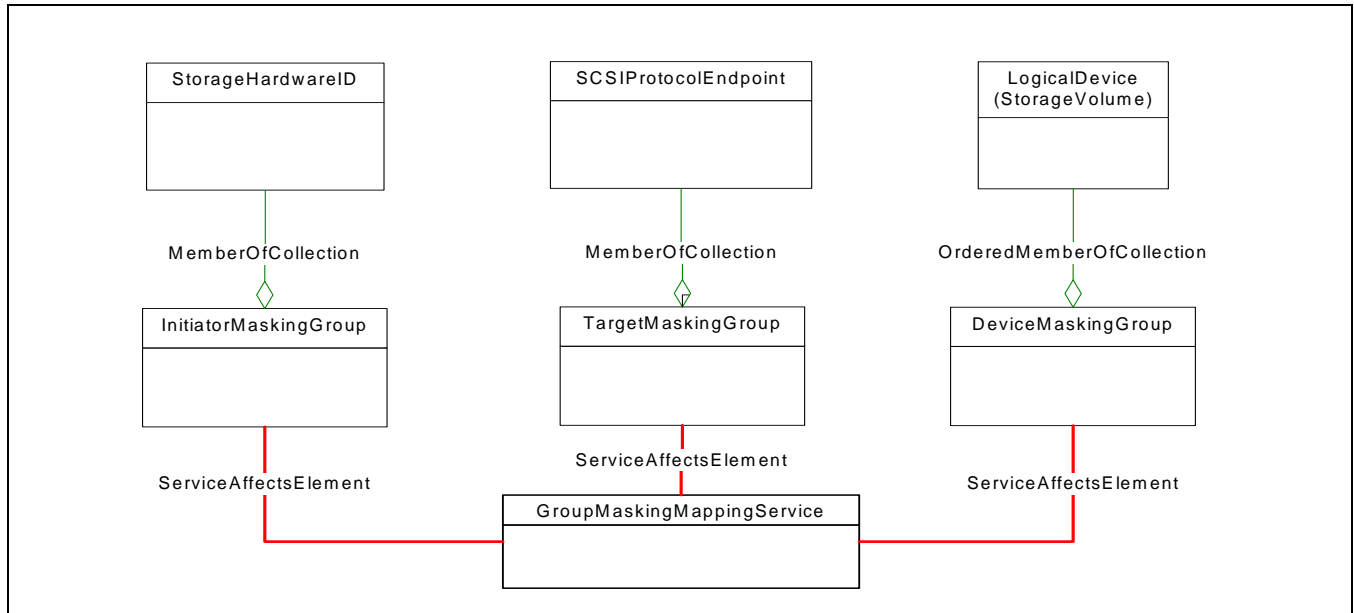 StorageHardwareID
SCSIProtocolEndpoint
LogicalDevice
(StorageVolume)
MemberOfCollection
MemberOfCollection
OrderedMemberOfCollection
InitiatorMaskingGroup
TargetMaskingGroup
DeviceMaskingGroup
ServiceAffectsElement
ServiceAffectsElement
ServiceAffectsElement
GroupMaskingMappingService